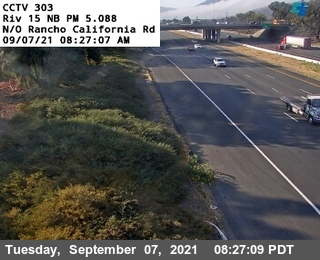 CCTV 303
Riv 15 NB PM 5.088
N/O Rancho California Rd
09/07/21 08:27:07 AM
Tuesday, September 07, 2021 08:27:09 PDT